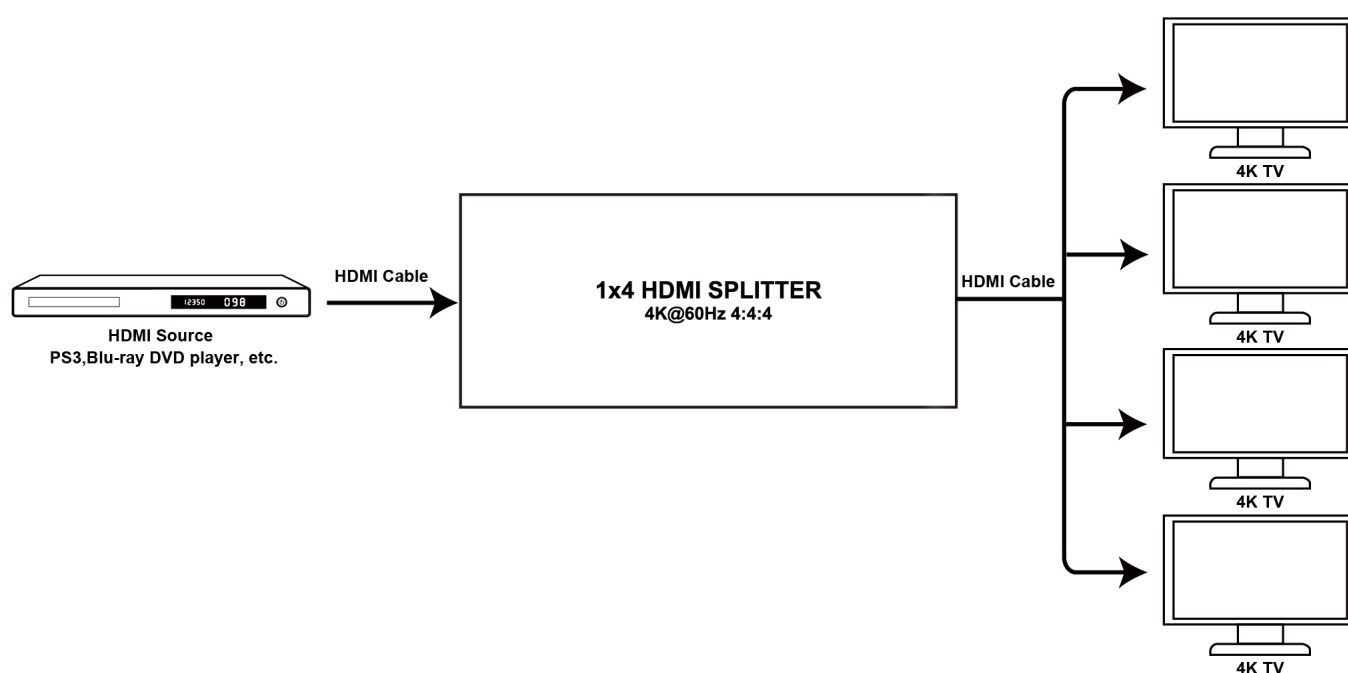 HDMI Cable
12350 098
HDMI Source
PS3,Blu-ray DVD player, etc.
1x4 HDMI SPLITTER
4K@60Hz 4:4:4
HDMI Cable
4K TV
4K TV
4K TV
4K TV